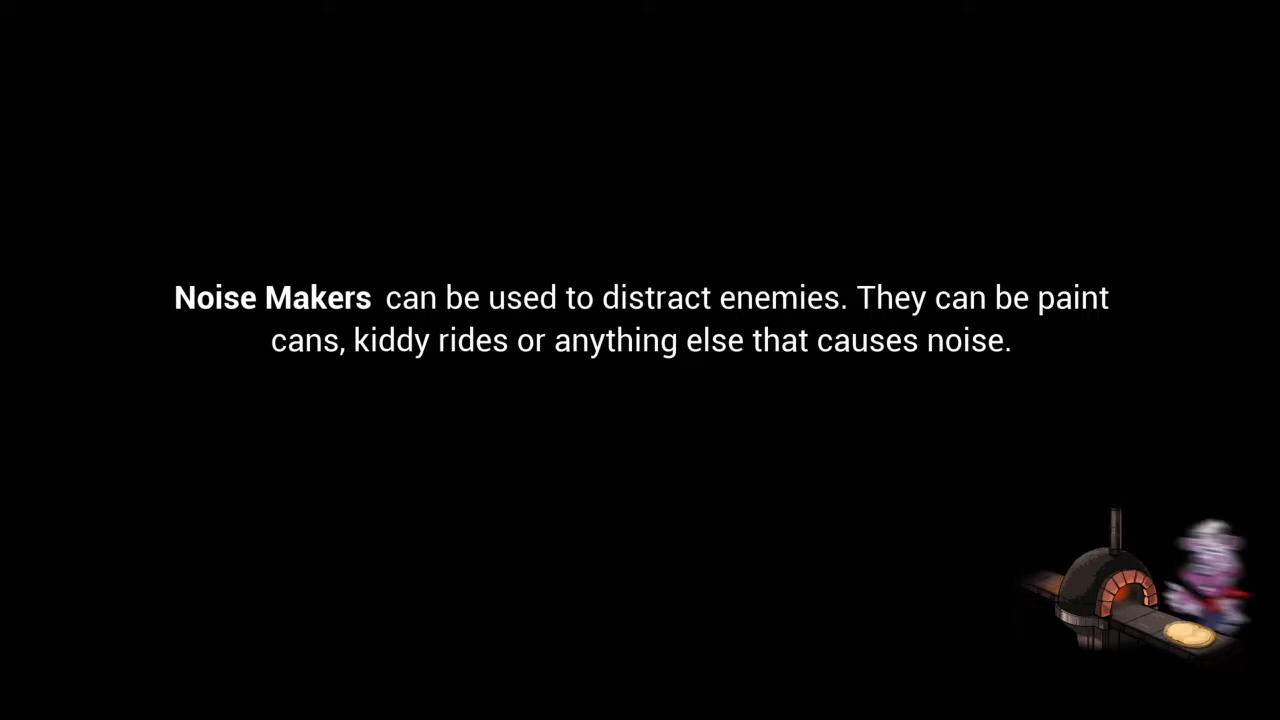 Noise Makers can be used to distract enemies. They can be paint
cans, kiddy rides or anything else that causes noise.